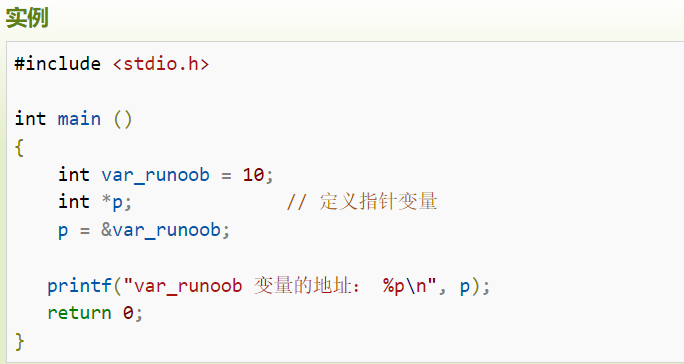 实例
#include <stdio.h>
int main ()
{
    int var_runoob = 10;
    int *p;              // 定义指针变量
    p = &var_runoob;
   printf("var_runoob 变量的地址： %p\n", p);
   return 0;
}